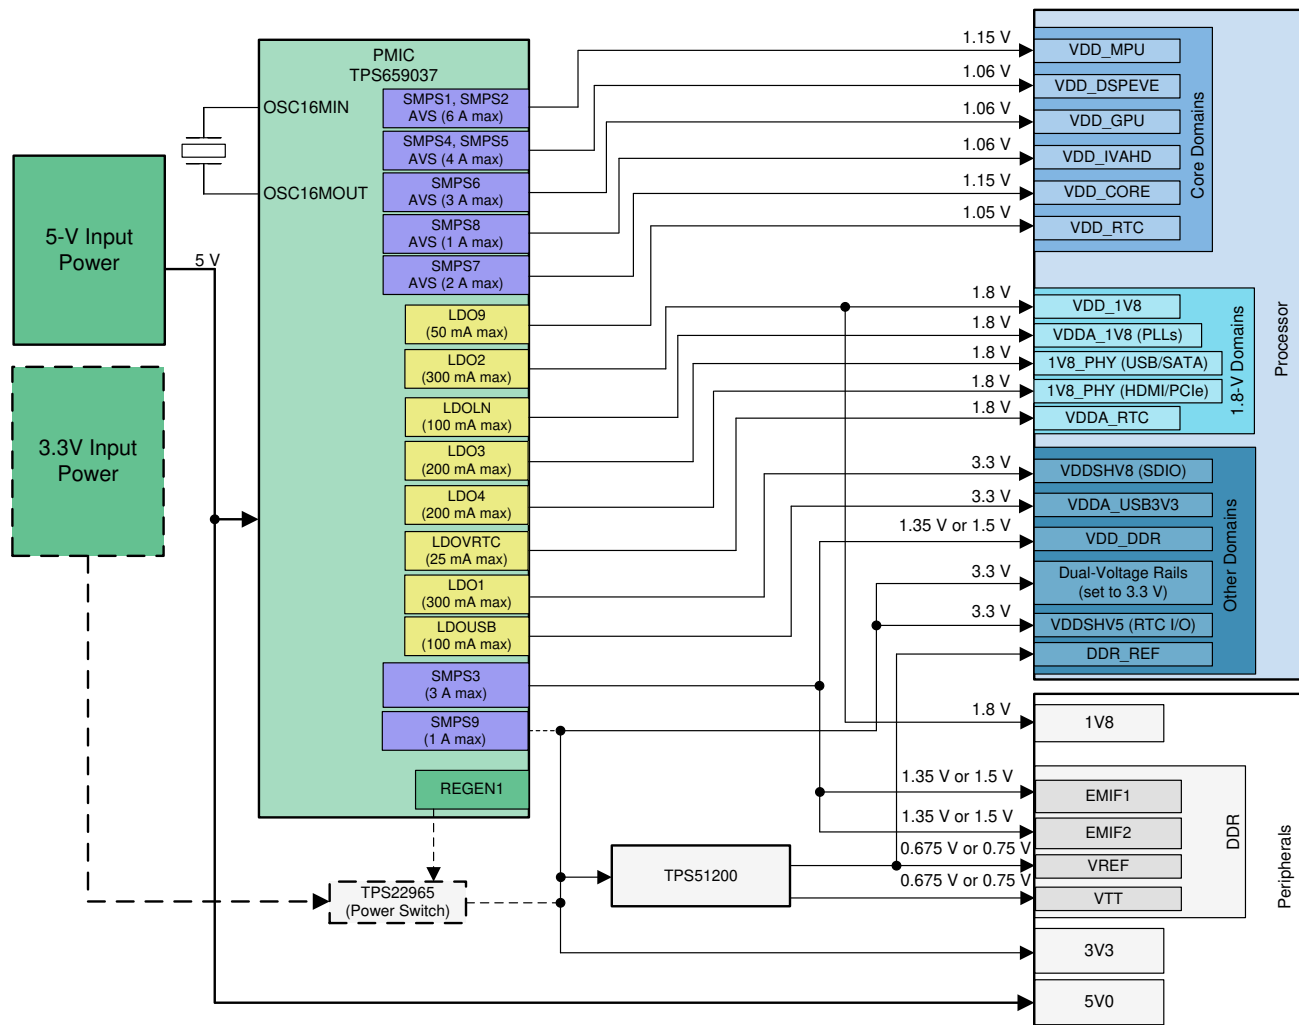 5-V Input
Power
3.3V Input
Power
5 V
PMIC
TPS659037
OSC16MIN
OSC16MOUT
SMPS1, SMPS2
AVS (6 A max)
SMPS4, SMPS5
AVS (4 A max)
SMPS6
AVS (3 A max)
SMPS8
AVS (1 A max)
SMPS7
AVS (2 A max)
LDO9
(50 mA max)
LDO2
(300 mA max)
LDOLN
(100 mA max)
LDO3
(200 mA max)
LDO4
(200 mA max)
LDOVRTC
(25 mA max)
LDO1
(300 mA max)
LDOUSB
(100 mA max)
SMPS3
(3 A max)
SMPS9
(1 A max)
REGEN1
TPS22965
(Power Switch)
TPS51200
1.15 V
1.06 V
1.06 V
1.06 V
1.15 V
1.05 V
1.8 V
1.8 V
1.8 V
1.8 V
1.8 V
3.3 V
3.3 V
1.35 V or 1.5 V
3.3 V
3.3 V
1.8 V
1.35 V or 1.5 V
1.35 V or 1.5 V
0.675 V or 0.75 V
0.675 V or 0.75 V
VDD_MPU
VDD_DSPEVE
VDD_GPU
VDD_IVAHD
VDD_CORE
VDD_RTC
Core Domains
VDD_1V8
VDDA_1V8 (PLLs)
1V8_PHY (USB/SATA)
1V8_PHY (HDMI/PCIe)
VDDA_RTC
1.8-V Domains
VDDSHV8 (SDIO)
VDDA_USB3V3
VDD_DDR
Dual-Voltage Rails
(set to 3.3 V)
VDDSHV5 (RTC I/O)
DDR_REF
Other Domains
Processor
1V8
EMIF1
EMIF2
VREF
VTT
DDR
3V3
5V0
Peripherals